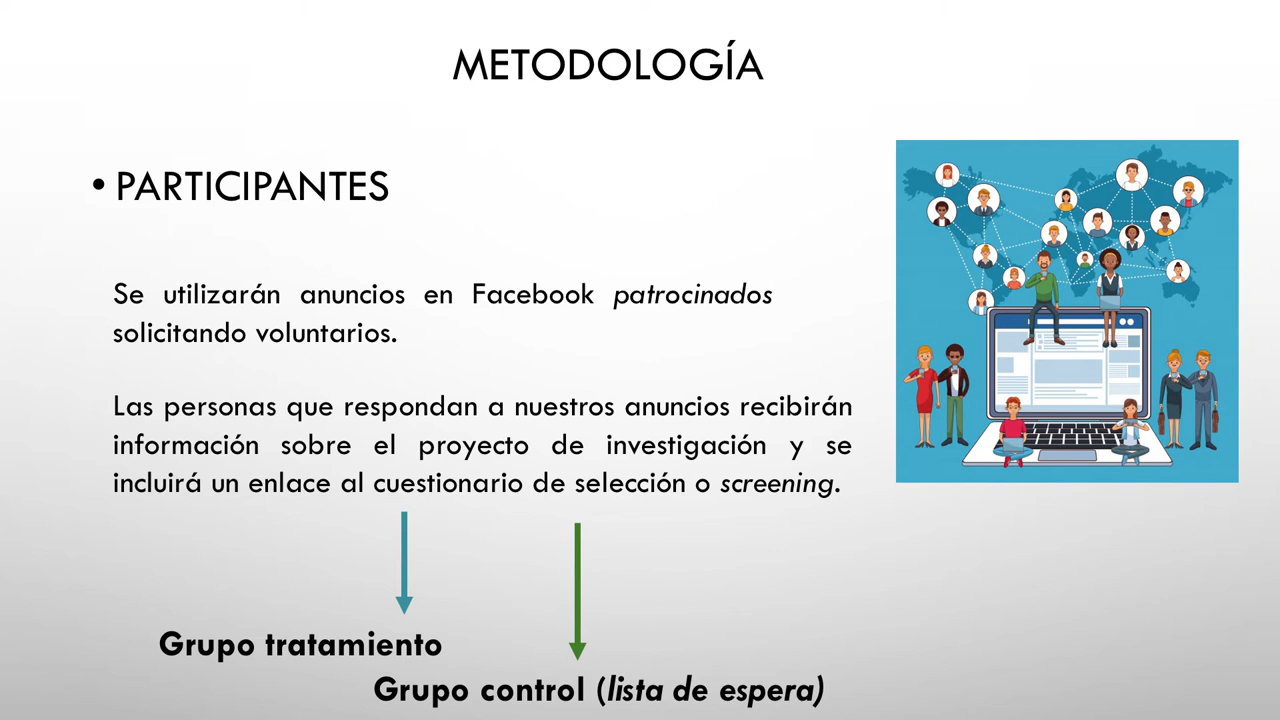 METODOLOGÍA
• PARTICIPANTES
Se utilizarán anuncios en Facebook patrocinados
solicitando voluntarios.
Las personas que respondan a nuestros anuncios recibirán
información sobre el proyecto de investigación y se
incluirá un enlace al cuestionario de selección o screening.
Grupo tratamiento
Grupo control (lista de espera)